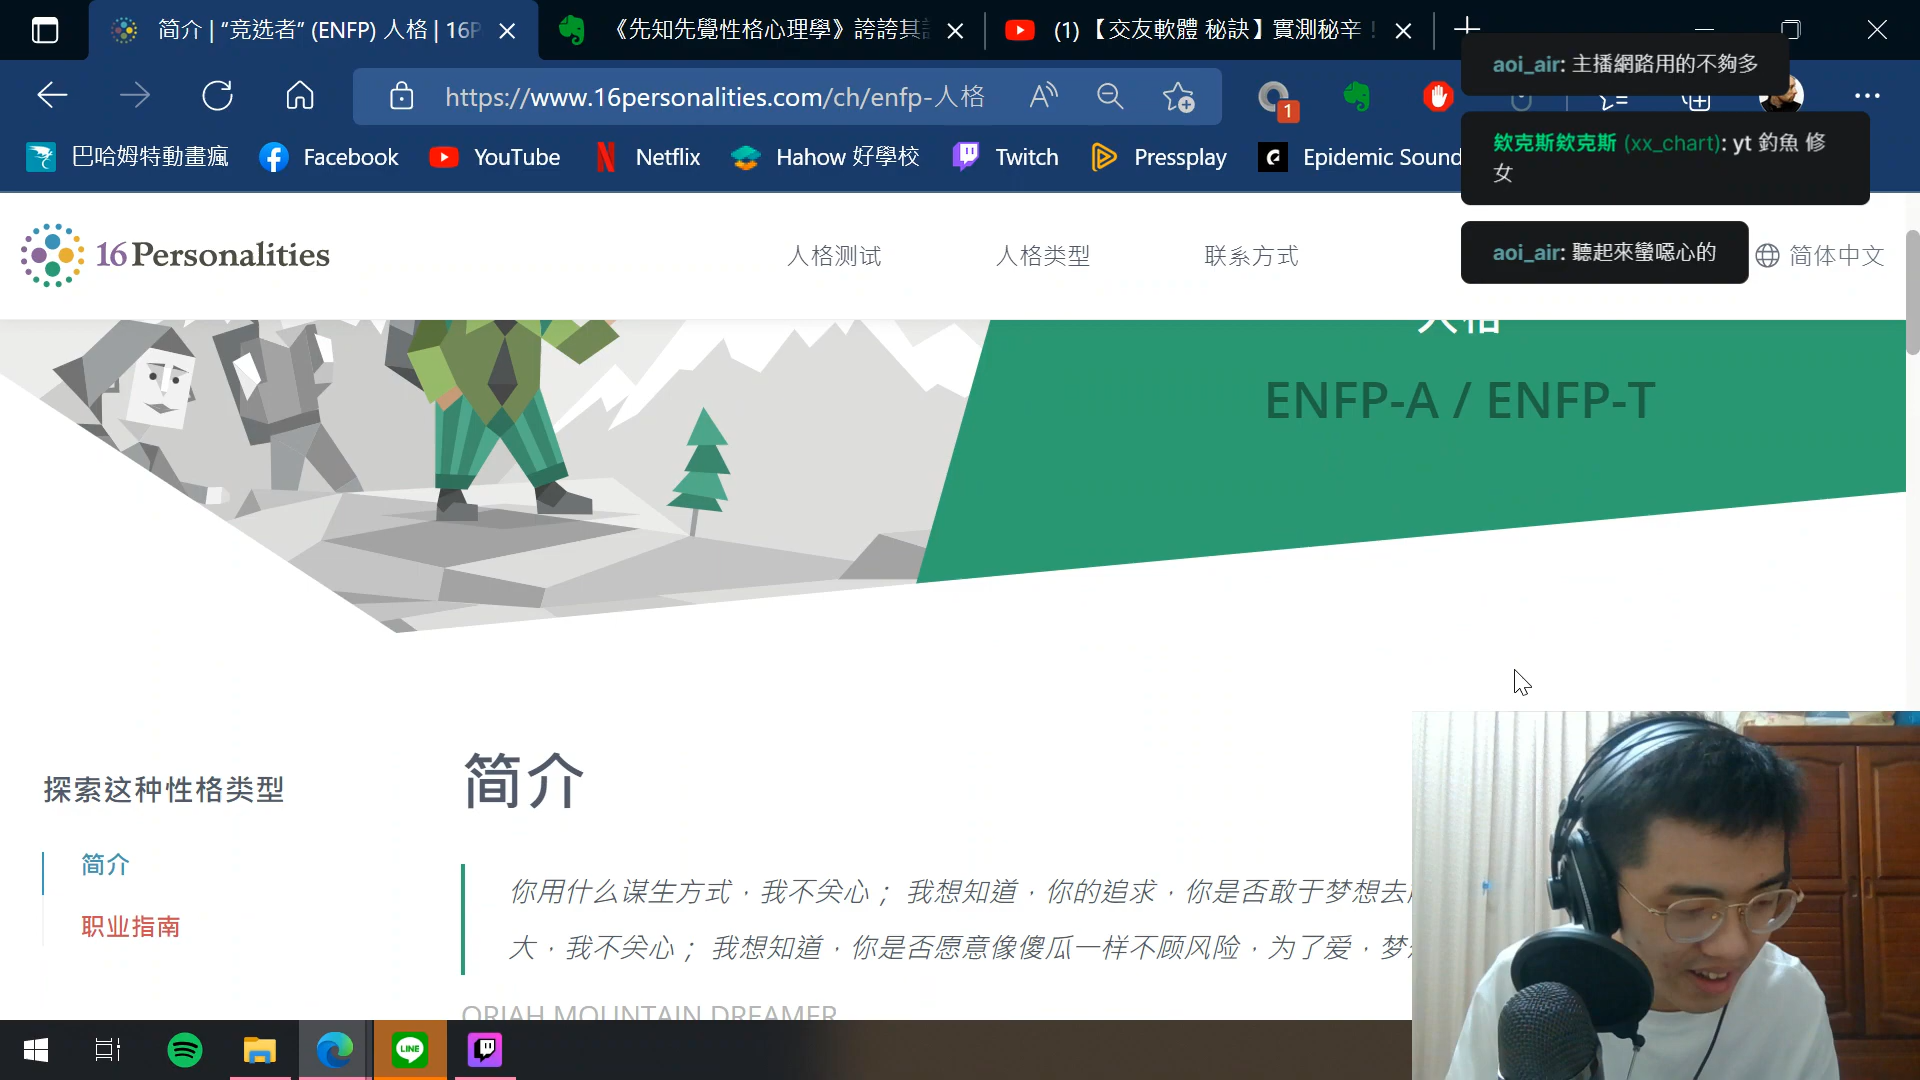 简介 | “竞选者” (ENFP) 人格 | 16P
《先知先覺性格心理學》誇誇其
(1) 【交友軟體 秘訣】實測秘辛！
https://www.16personalities.com/ch/enfp-人格
1
巴哈姆特動畫瘋
Facebook
YouTube
Netflix
Hahow 好學校
Twitch
Pressplay
Epidemic Sound
aoi_air: 主播網路用的不夠多
欸克斯欸克斯 (xx_chart): yt 釣魚 修
女
aoi_air: 聽起來蠻噁心的
16Personalities
人格测试
人格类型
联系方式
简体中文
人格
ENFP-A / ENFP-T
探索这种性格类型
简介
职业指南
简介
你用什么谋生方式，我不关心； 我想知道，你的追求，你是否敢于梦想去
大，我不关心； 我想知道，你是否愿意像傻瓜一样不顾风险，为了爱，梦
ORIAH MOUNTAIN DREAMER
LINE